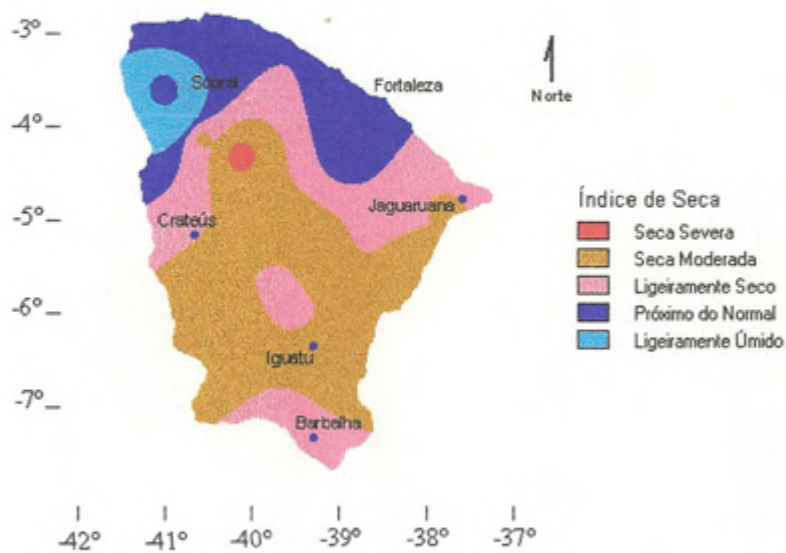 -3°
Sobral
Fortaleza
Norte
-4°
Jaguaruana
-5°
Crateús
Índice de Seca
Seca Severa
Seca Moderada
Ligeiramente Seco
Próximo do Normal
Ligeiramente Úmido
-6°
Iguatú
-7°
Barbalha
-42° -41° -40° -39° -38° -37°